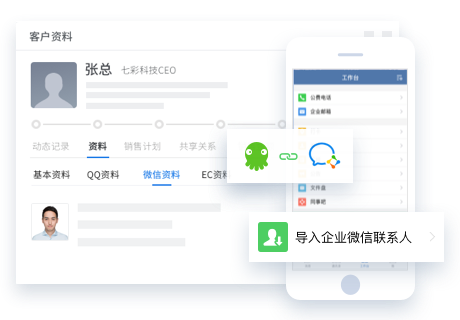 客户资料
张总 七彩科技CEO
动态记录 资料 销售计划 共享关系
基本资料 QQ资料 微信资料 EC资
工作台
公费电话
企业邮箱
文件盘
同事吧
导入企业微信联系人